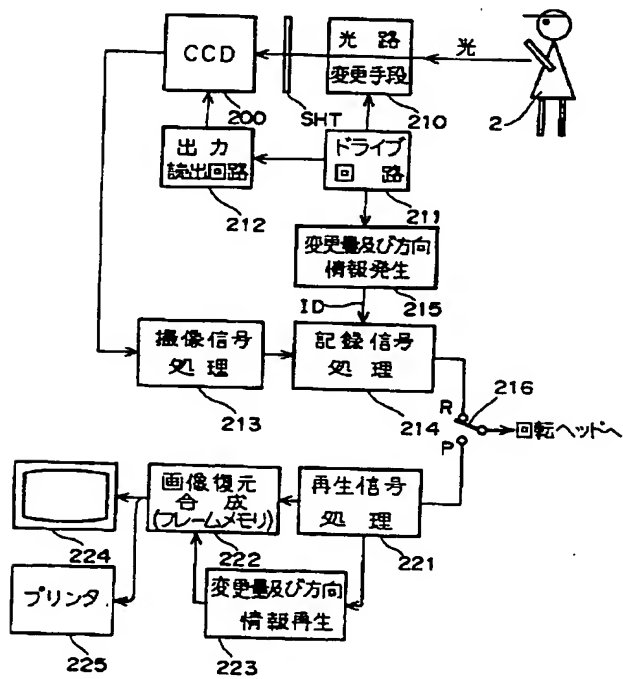 CCD
200
SHT
光路
変更手段
210
光
2
出力
読出回路
212
ドライブ
回路
211
変更量及び方向
情報発生
215
ID
撮像信号
処理
213
記録信号
処理
214
R
P
216
回転ヘッドへ
224
プリンタ
225
画像復元
合成
(フレームメモリ)
222
再生信号
処理
221
変更量及び方向
情報再生
223